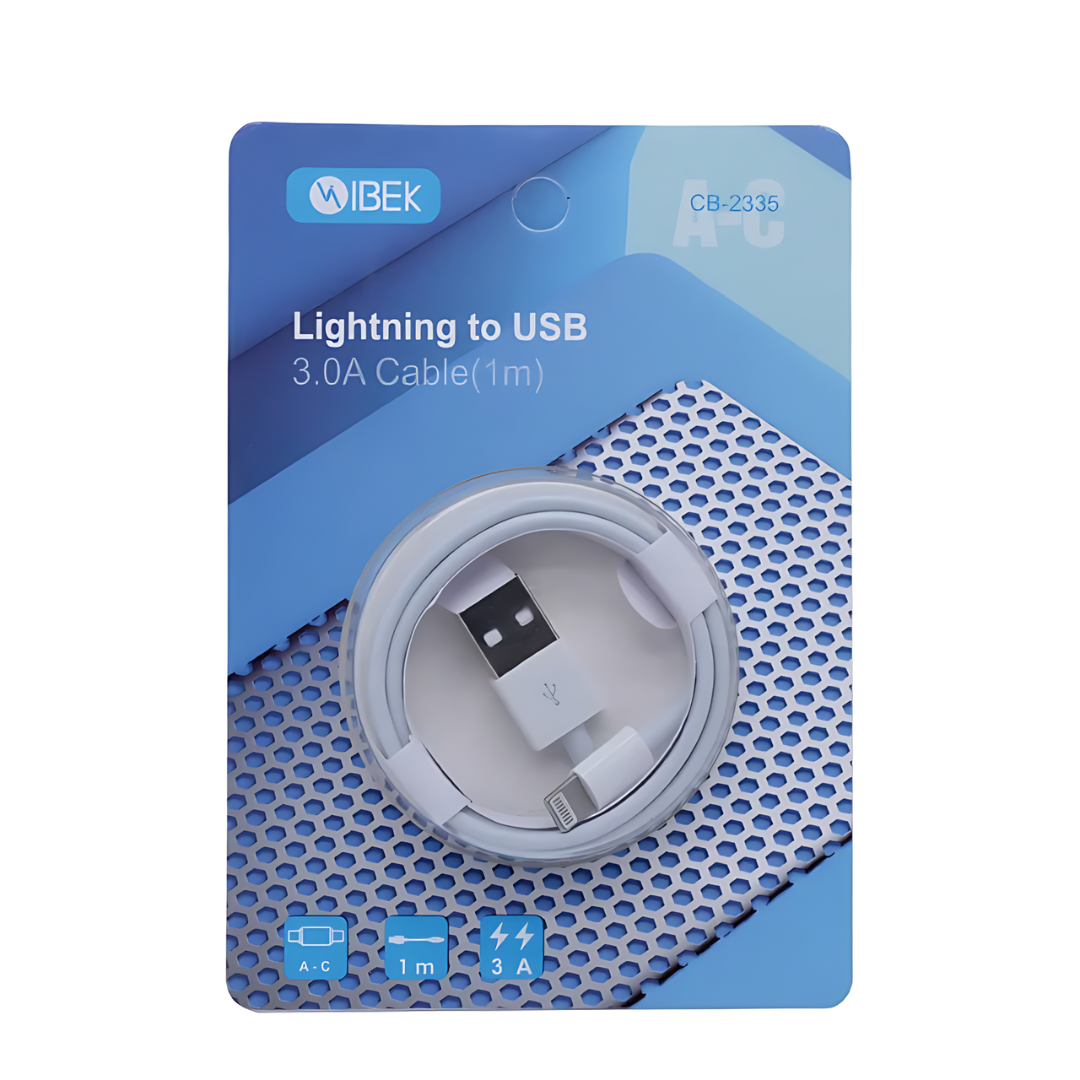 WIBEK
CB-2335
A-C
Lightning to USB
3.0A Cable(1m)
A - C
1 m
3 A